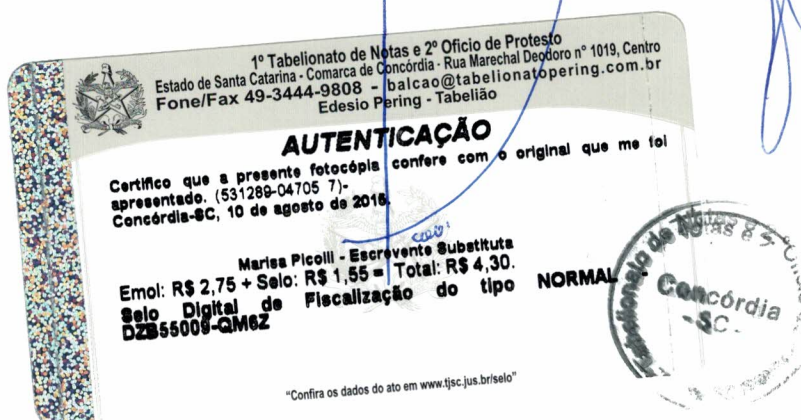 1º Tabelionato de Notas e 2º Oficio de Protesto
Estado de Santa Catarina - Comarca de Concórdia - Rua Marechal Deodoro nº 1019, Centro
Fone/Fax 49-3444-9808 - balcao@tabelionatopering.com.br
Edesio Pering - Tabelião
AUTENTICAÇÃO
Certifico que a presente fotocópia confere com o original que me foi
apresentado. (531289-04705 7)-
Concórdia-SC, 10 de agosto de
Marisa Picolli - Escrevente Substituta
Emol: R$ 2,75 + Selo: R$ 1,55 = Total: R$ 4,30.
Selo Digital de Fiscalização do tipo NORMAL -
DZB55009-QM6Z
"Confira os dados do ato em www.tjsc.jus.br/selo"
de Notas e 2º
Concórdia
- SC -